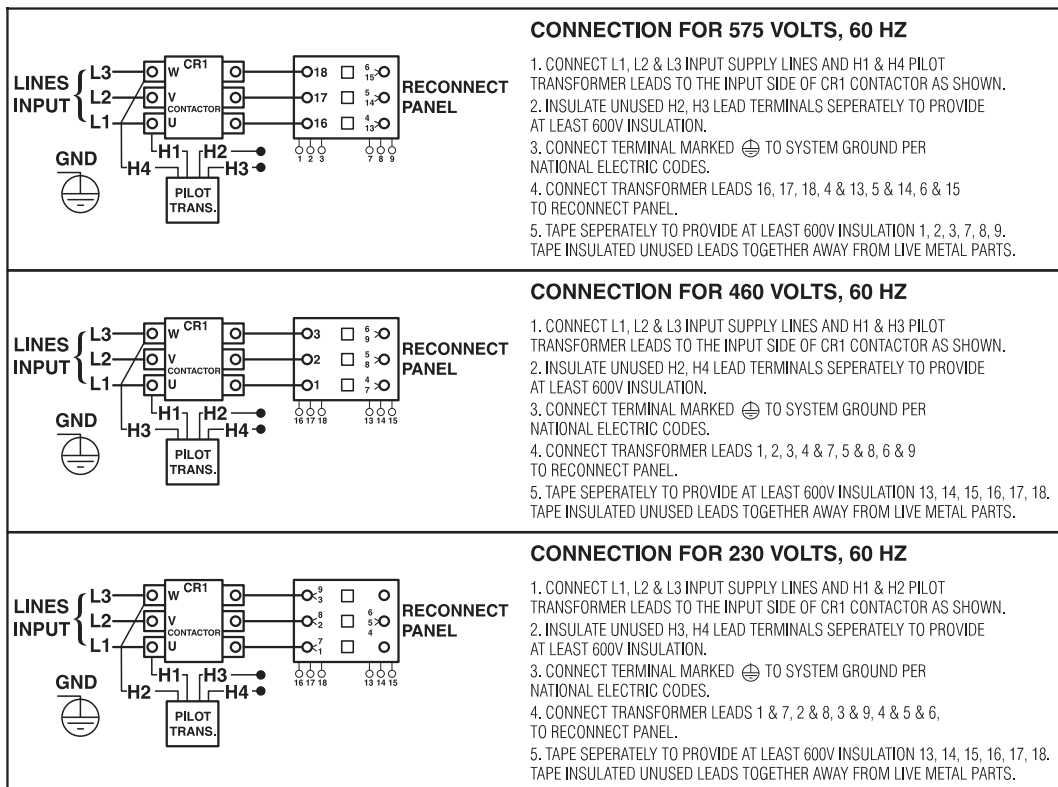 CONNECTION FOR 575 VOLTS, 60 HZ
LINES
INPUT
L3
L2
L1
CR1
W
V
CONTACTOR
U
18
17
16
6
15
5
14
4
13
RECONNECT
PANEL
1 2 3
7 8 9
GND
H1
H2
H4
H3
PILOT
TRANS.
1. CONNECT L1, L2 & L3 INPUT SUPPLY LINES AND H1 & H4 PILOT
TRANSFORMER LEADS TO THE INPUT SIDE OF CR1 CONTACTOR AS SHOWN.
2. INSULATE UNUSED H2, H3 LEAD TERMINALS SEPERATELY TO PROVIDE
AT LEAST 600V INSULATION.
3. CONNECT TERMINAL MARKED ⏚ TO SYSTEM GROUND PER
NATIONAL ELECTRIC CODES.
4. CONNECT TRANSFORMER LEADS 16, 17, 18, 4 & 13, 5 & 14, 6 & 15
TO RECONNECT PANEL.
5. TAPE SEPERATELY TO PROVIDE AT LEAST 600V INSULATION 1, 2, 3, 7, 8, 9.
TAPE INSULATED UNUSED LEADS TOGETHER AWAY FROM LIVE METAL PARTS.
CONNECTION FOR 460 VOLTS, 60 HZ
LINES
INPUT
L3
L2
L1
CR1
W
V
CONTACTOR
U
3
2
1
6
9
5
8
4
7
RECONNECT
PANEL
16 17 18
13 14 15
GND
H1
H2
H3
H4
PILOT
TRANS.
1. CONNECT L1, L2 & L3 INPUT SUPPLY LINES AND H1 & H3 PILOT
TRANSFORMER LEADS TO THE INPUT SIDE OF CR1 CONTACTOR AS SHOWN.
2. INSULATE UNUSED H2, H4 LEAD TERMINALS SEPERATELY TO PROVIDE
AT LEAST 600V INSULATION.
3. CONNECT TERMINAL MARKED ⏚ TO SYSTEM GROUND PER
NATIONAL ELECTRIC CODES.
4. CONNECT TRANSFORMER LEADS 1, 2, 3, 4 & 7, 5 & 8, 6 & 9
TO RECONNECT PANEL.
5. TAPE SEPERATELY TO PROVIDE AT LEAST 600V INSULATION 13, 14, 15, 16, 17, 18.
TAPE INSULATED UNUSED LEADS TOGETHER AWAY FROM LIVE METAL PARTS.
CONNECTION FOR 230 VOLTS, 60 HZ
LINES
INPUT
L3
L2
L1
CR1
W
V
CONTACTOR
U
9
3
8
2
7
1
6
5
4
RECONNECT
PANEL
16 17 18
13 14 15
GND
H1
H3
H2
H4
PILOT
TRANS.
1. CONNECT L1, L2 & L3 INPUT SUPPLY LINES AND H1 & H2 PILOT
TRANSFORMER LEADS TO THE INPUT SIDE OF CR1 CONTACTOR AS SHOWN.
2. INSULATE UNUSED H3, H4 LEAD TERMINALS SEPERATELY TO PROVIDE
AT LEAST 600V INSULATION.
3. CONNECT TERMINAL MARKED ⏚ TO SYSTEM GROUND PER
NATIONAL ELECTRIC CODES.
4. CONNECT TRANSFORMER LEADS 1 & 7, 2 & 8, 3 & 9, 4 & 5 & 6,
TO RECONNECT PANEL.
5. TAPE SEPERATELY TO PROVIDE AT LEAST 600V INSULATION 13, 14, 15, 16, 17, 18.
TAPE INSULATED UNUSED LEADS TOGETHER AWAY FROM LIVE METAL PARTS.